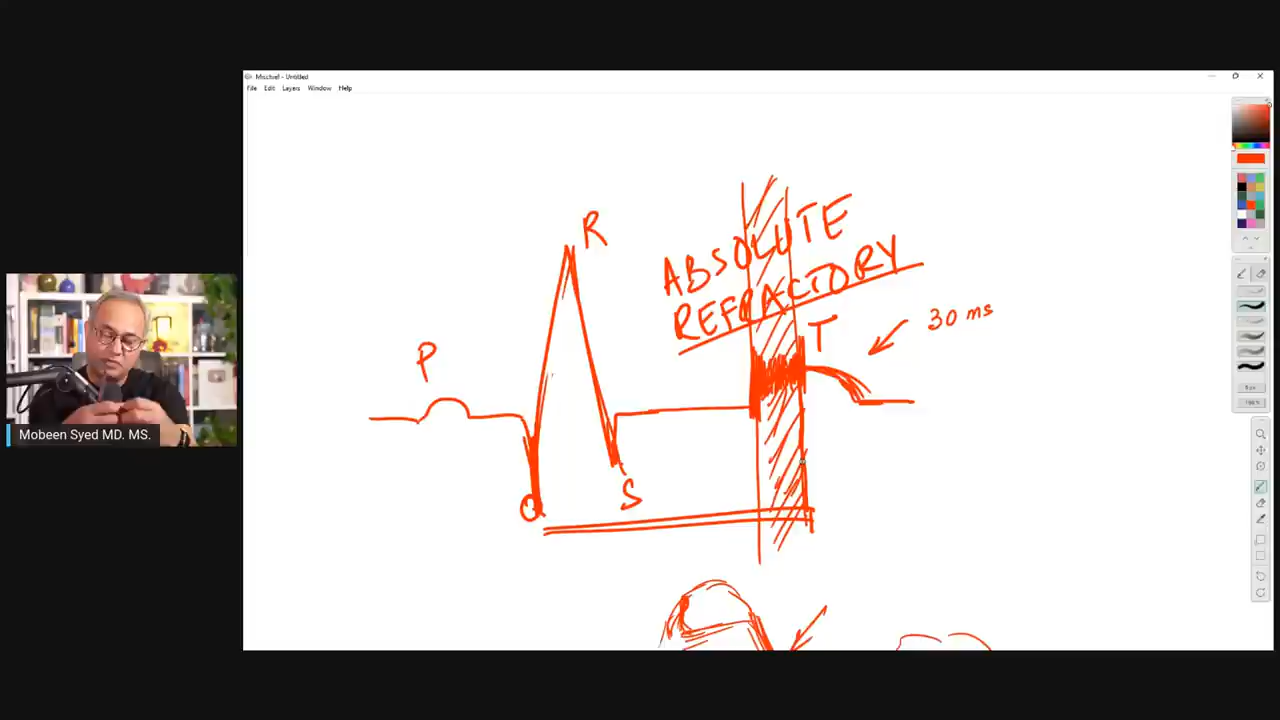 Mischief - Untitled
File Edit Layers Window Help
ABSOLUTE
REFRACTORY
R
30 ms
T
P
Q
S
Mobeen Syed MD. MS.